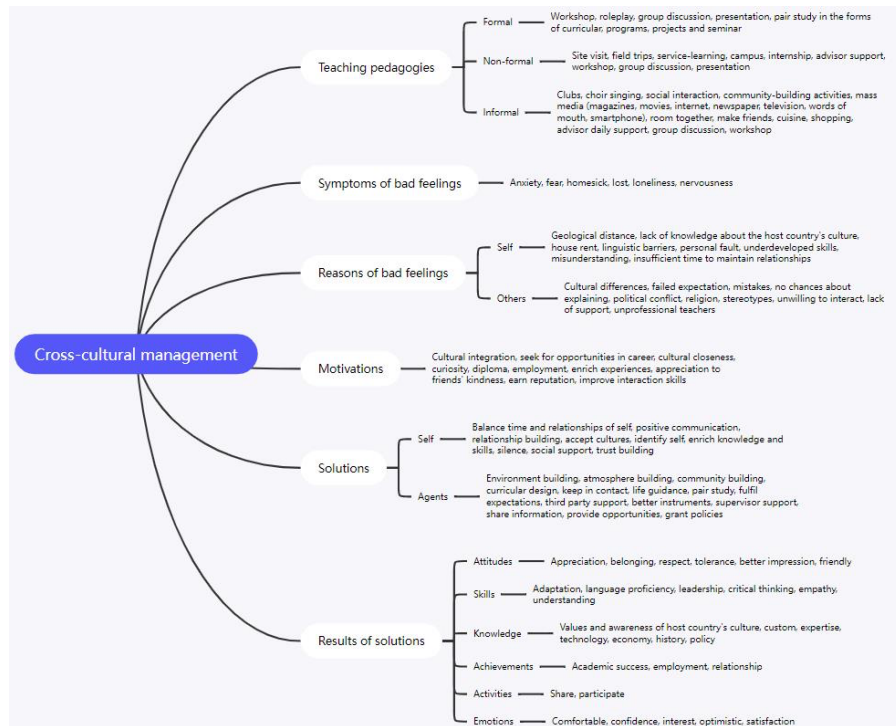 Cross-cultural management
Teaching pedagogies
Formal
Workshop, roleplay, group discussion, presentation, pair study in the forms
of curricular, programs, projects and seminar
Non-formal
Site visit, field trips, service-learning, campus, internship, advisor support,
workshop, group discussion, presentation
Informal
Clubs, choir singing, social interaction, community-building activities, mass
media (magazines, movies, internet, newspaper, television, words of
mouth, smartphone), room together, make friends, cuisine, shopping,
advisor daily support, group discussion, workshop
Symptoms of bad feelings
Anxiety, fear, homesick, lost, loneliness, nervousness
Reasons of bad feelings
Self
Geological distance, lack of knowledge about the host country's culture,
house rent, linguistic barriers, personal fault, underdeveloped skills,
misunderstanding, insufficient time to maintain relationships
Others
Cultural differences, failed expectation, mistakes, no chances about
explaining, political conflict, religion, stereotypes, unwilling to interact, lack
of support, unprofessional teachers
Motivations
Cultural integration, seek for opportunities in career, cultural closeness,
curiosity, diploma, employment, enrich experiences, appreciation to
friends' kindness, earn reputation, improve interaction skills
Solutions
Self
Balance time and relationships of self, positive communication,
relationship building, accept cultures, identify self, enrich knowledge and
skills, silence, social support, trust building
Agents
Environment building, atmosphere building, community building,
curricular design, keep in contact, life guidance, pair study, fulfil
expectations, third party support, better instruments, supervisor support,
share information, provide opportunities, grant policies
Results of solutions
Attitudes
Appreciation, belonging, respect, tolerance, better impression, friendly
Skills
Adaptation, language proficiency, leadership, critical thinking, empathy,
understanding
Knowledge
Values and awareness of host country's culture, custom, expertise,
technology, economy, history, policy
Achievements
Academic success, employment, relationship
Activities
Share, participate
Emotions
Comfortable, confidence, interest, optimistic, satisfaction